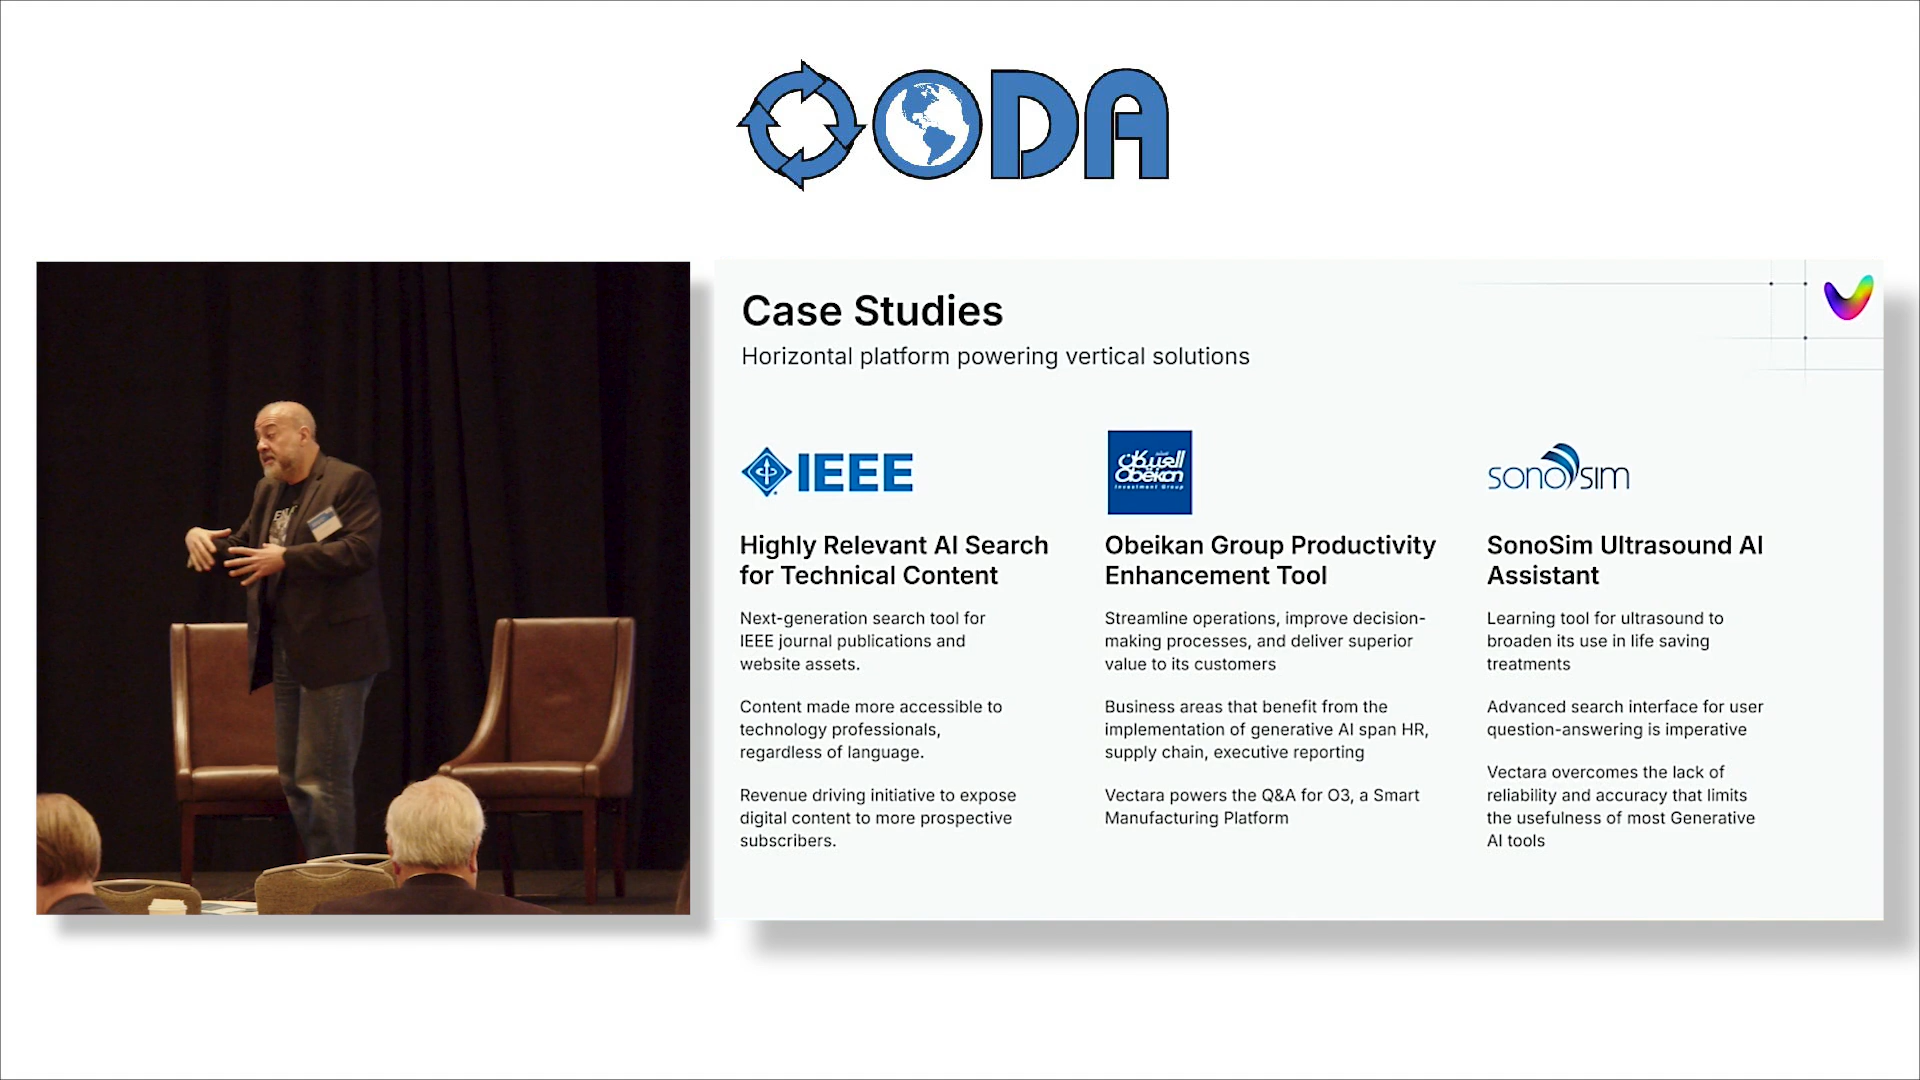 OODA
Case Studies
Horizontal platform powering vertical solutions
IEEE
Highly Relevant AI Search
for Technical Content
Next-generation search tool for
IEEE journal publications and
website assets.
Content made more accessible to
technology professionals,
regardless of language.
Revenue driving initiative to expose
digital content to more prospective
subscribers.
العبيكان
Obeikan
Investment Group
Obeikan Group Productivity
Enhancement Tool
Streamline operations, improve decision-
making processes, and deliver superior
value to its customers
Business areas that benefit from the
implementation of generative AI span HR,
supply chain, executive reporting
Vectara powers the Q&A for O3, a Smart
Manufacturing Platform
sonosim
SonoSim Ultrasound AI
Assistant
Learning tool for ultrasound to
broaden its use in life saving
treatments
Advanced search interface for user
question-answering is imperative
Vectara overcomes the lack of
reliability and accuracy that limits
the usefulness of most Generative
AI tools